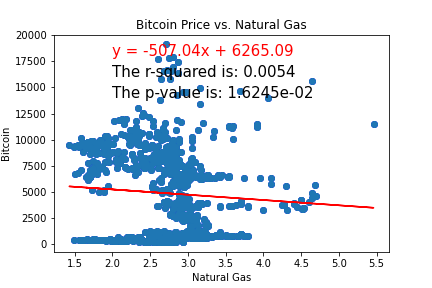 Bitcoin Price vs. Natural Gas
y = -507.04x + 6265.09
The r-squared is: 0.0054
The p-value is: 1.6245e-02
20000
17500
15000
12500
10000
7500
5000
2500
0
Bitcoin
1.5 2.0 2.5 3.0 3.5 4.0 4.5 5.0 5.5
Natural Gas